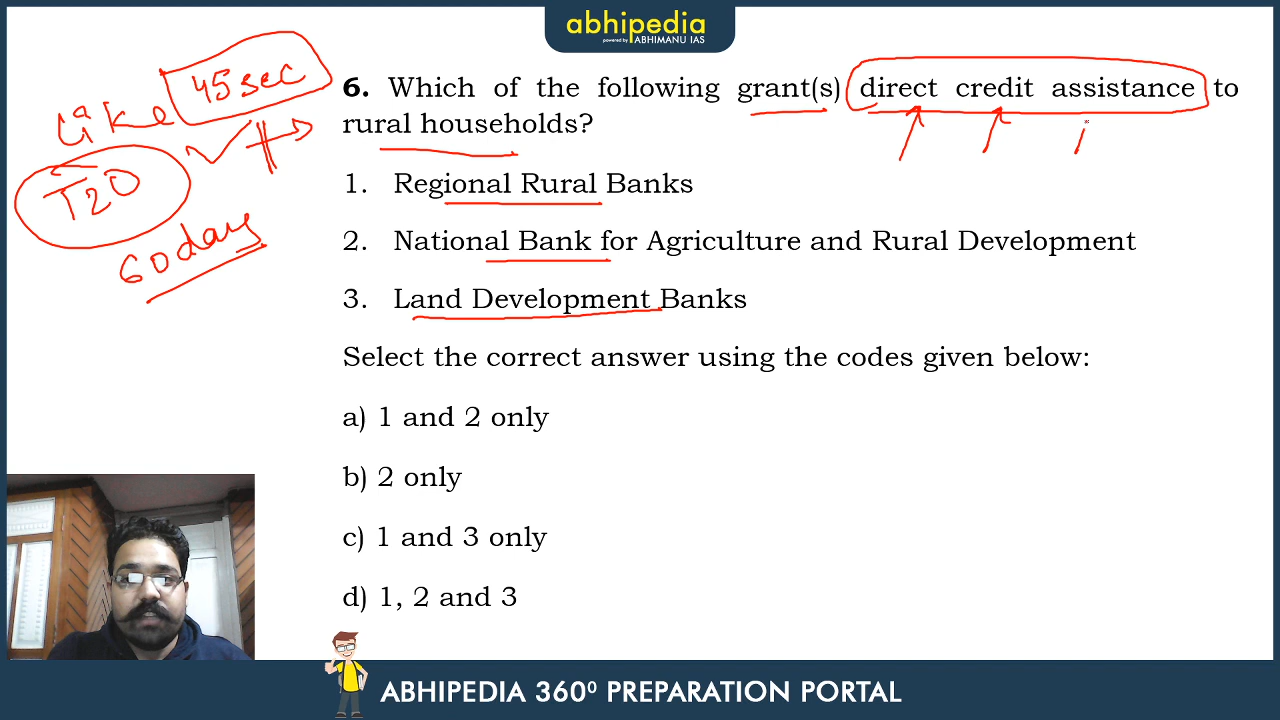 abhipedia
powered by ABHIMANU IAS
45 sec
like
T20
60 days
6. Which of the following grant(s) direct credit assistance to
rural households?
1. Regional Rural Banks
2. National Bank for Agriculture and Rural Development
3. Land Development Banks
Select the correct answer using the codes given below:
a) 1 and 2 only
b) 2 only
c) 1 and 3 only
d) 1, 2 and 3
ABHIPEDIA 360⁰ PREPARATION PORTAL